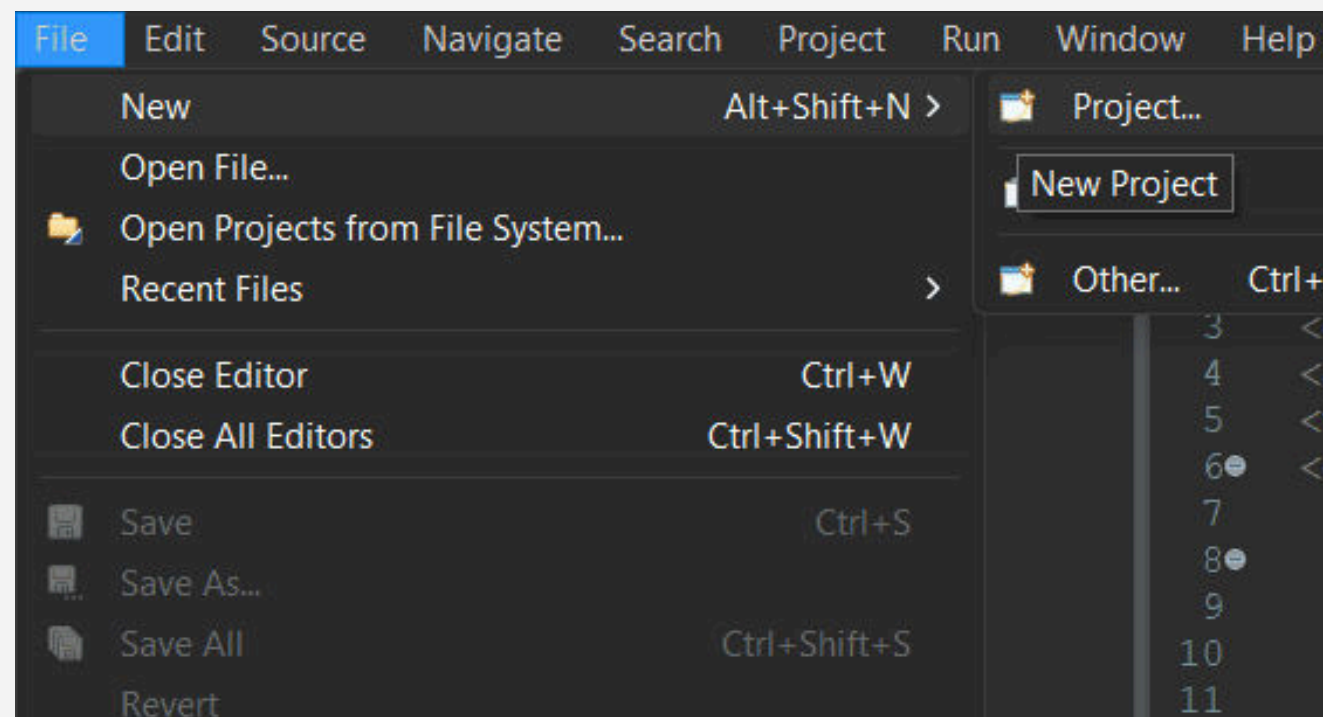 File Edit Source Navigate Search Project Run Window Help
New Alt+Shift+N > Project...
Open File... New Project
Open Projects from File System...
Recent Files > Other... Ctrl+
3 <
Close Editor Ctrl+W 4 <
Close All Editors Ctrl+Shift+W 5 <
6 <
Save Ctrl+S 7
8
Save As... 9
Save All Ctrl+Shift+S 10
Revert 11